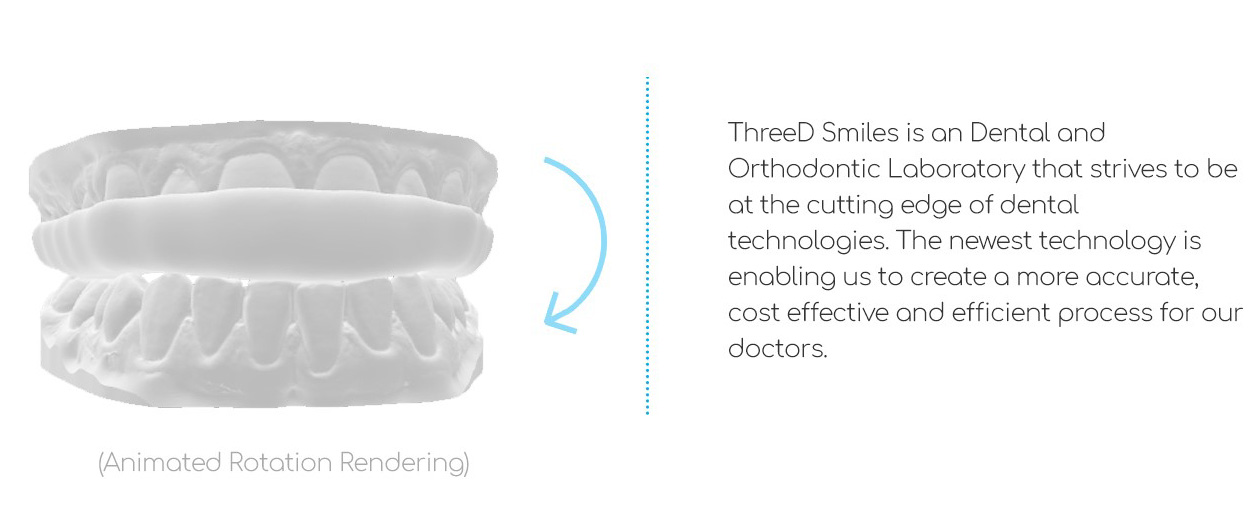 ThreeD Smiles is an Dental and
Orthodontic Laboratory that strives to be
at the cutting edge of dental
technologies. The newest technology is
enabling us to create a more accurate,
cost effective and efficient process for our
doctors.
(Animated Rotation Rendering)